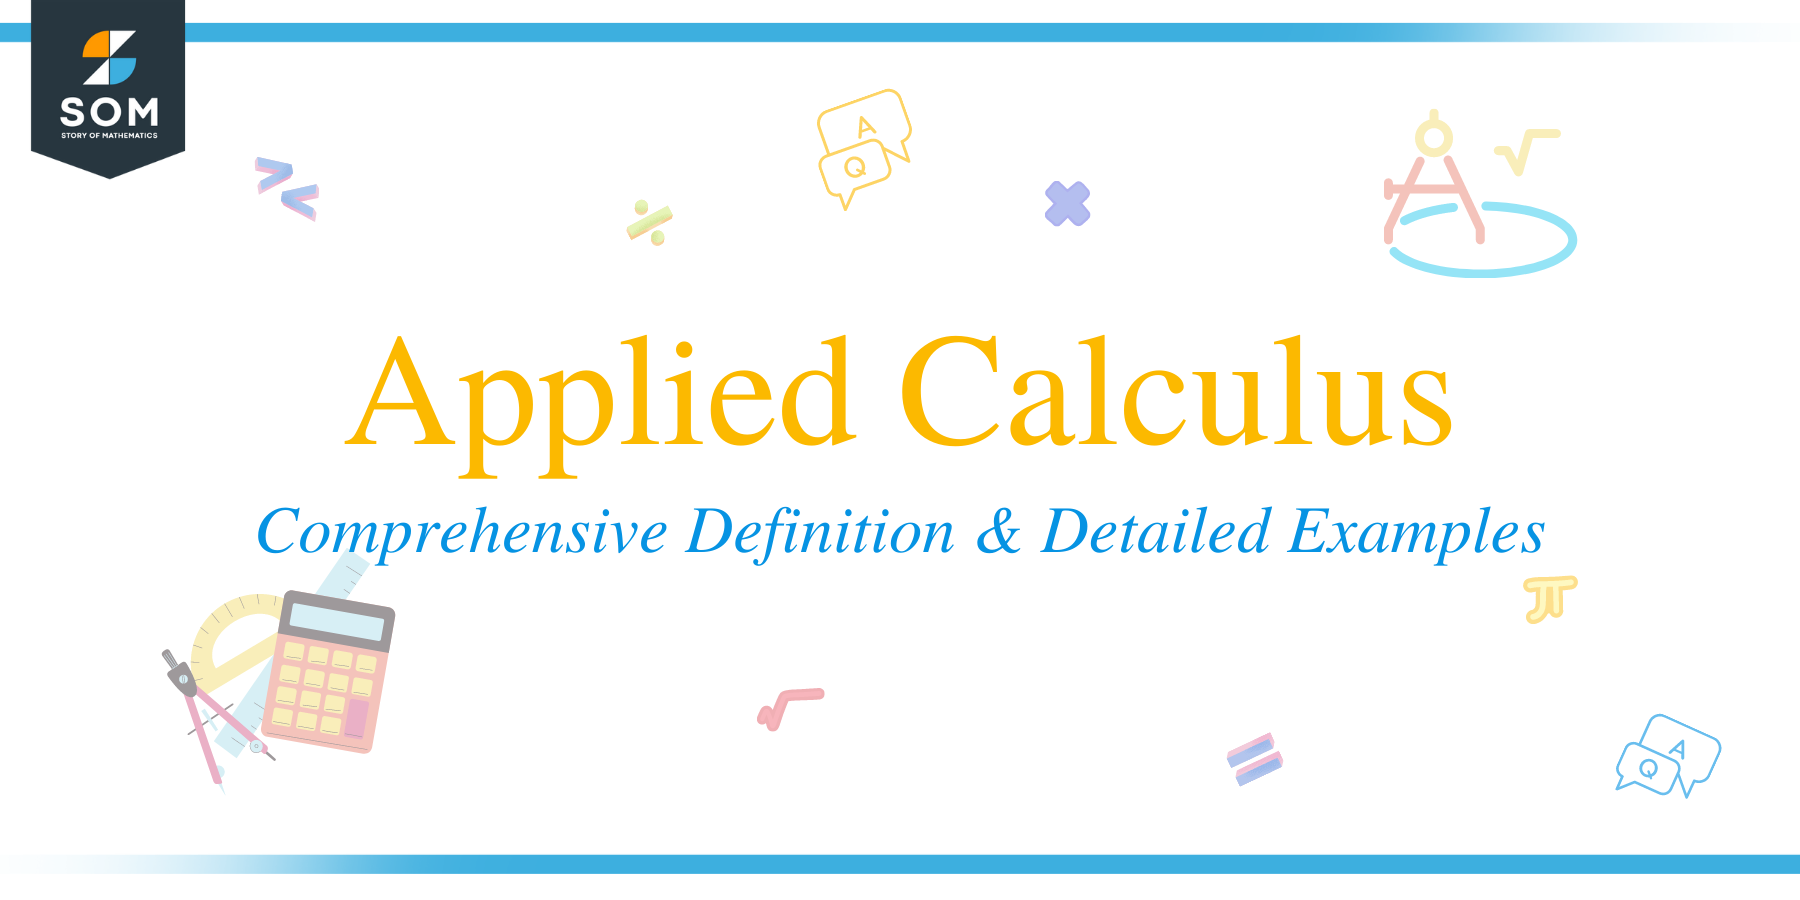 SOM
STORY OF MATHEMATICS
A
Q
Applied Calculus
Comprehensive Definition & Detailed Examples
π
A
Q